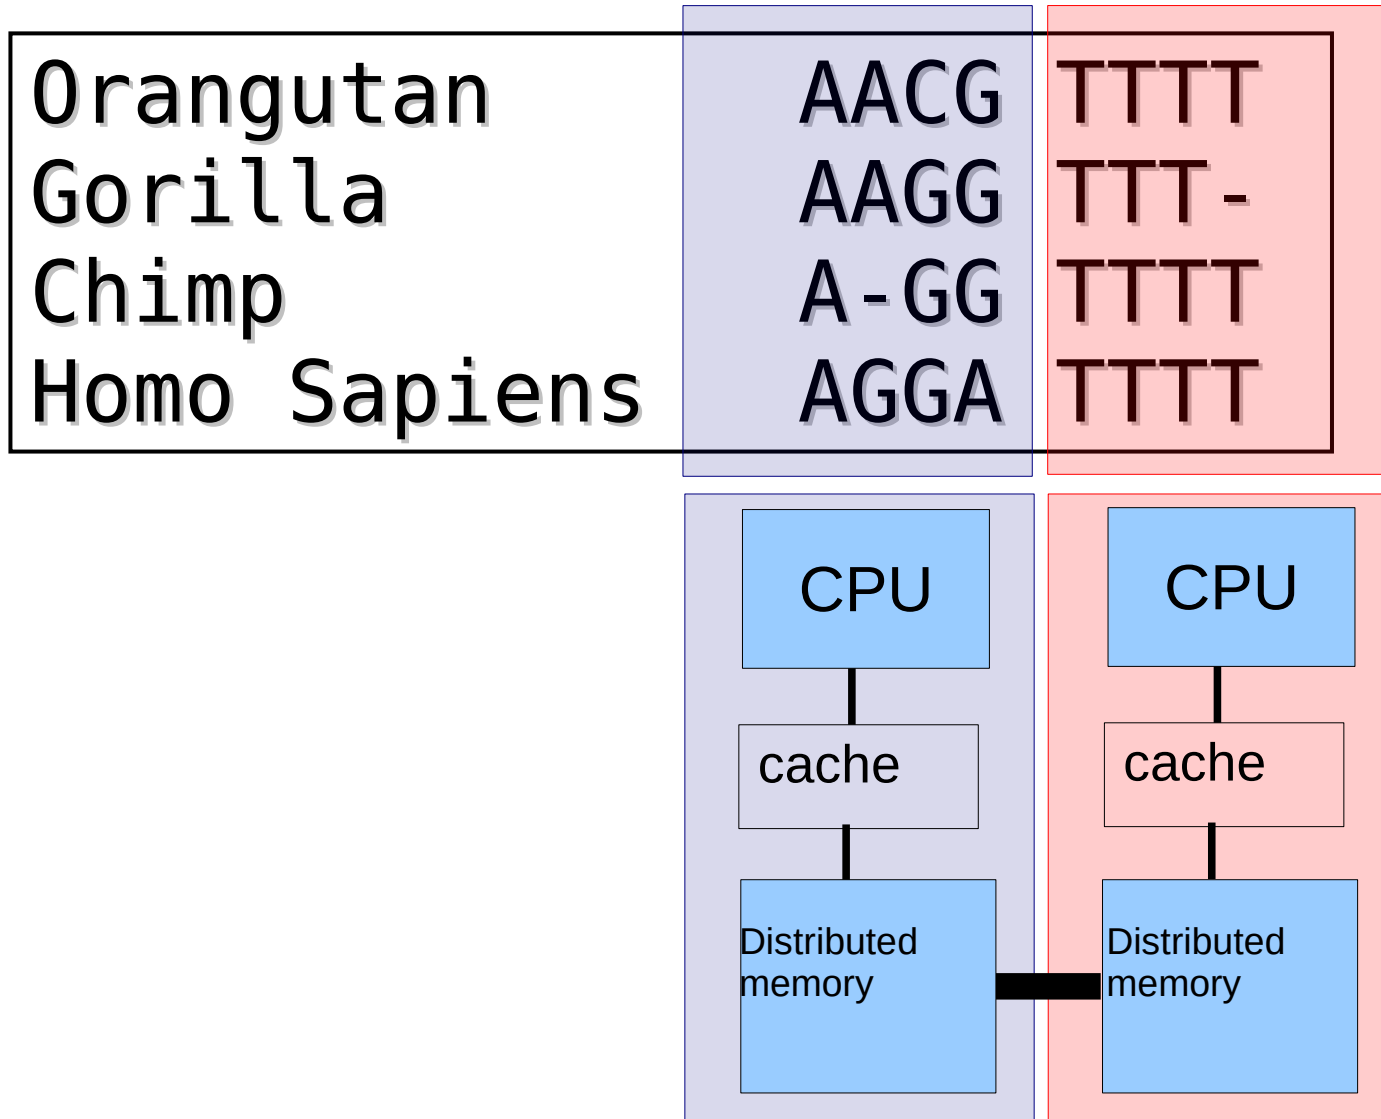 Orangutan AACG TTTT
Gorilla AAGG TTT-
Chimp A-GG TTTT
Homo Sapiens AGGA TTTT
CPU CPU
cache cache
Distributed Distributed
memory memory